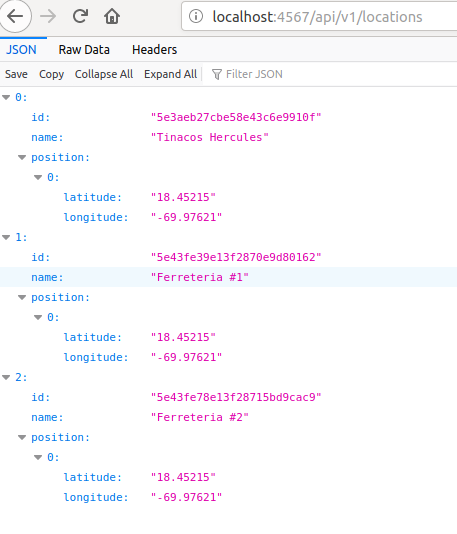 localhost:4567/api/v1/locations
JSON Raw Data Headers
Save Copy Collapse All Expand All Filter JSON
0:
id: "5e3aeb27cbe58e43c6e9910f"
name: "Tinacos Hercules"
position:
0:
latitude: "18.45215"
longitude: "-69.97621"
1:
id: "5e43fe39e13f2870e9d80162"
name: "Ferreteria #1"
position:
0:
latitude: "18.45215"
longitude: "-69.97621"
2:
id: "5e43fe78e13f28715bd9cac9"
name: "Ferreteria #2"
position:
0:
latitude: "18.45215"
longitude: "-69.97621"